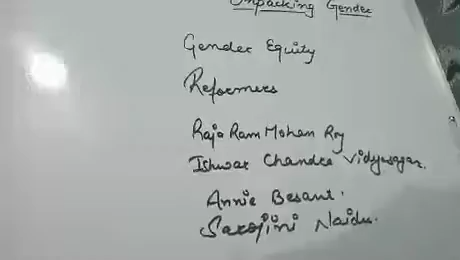 Unpacking Gender
Gender Equity
Reformers
Raja Ram Mohan Roy
Ishwar Chandra Vidyasagar.
Annie Besant.
Sarojini Naidu.